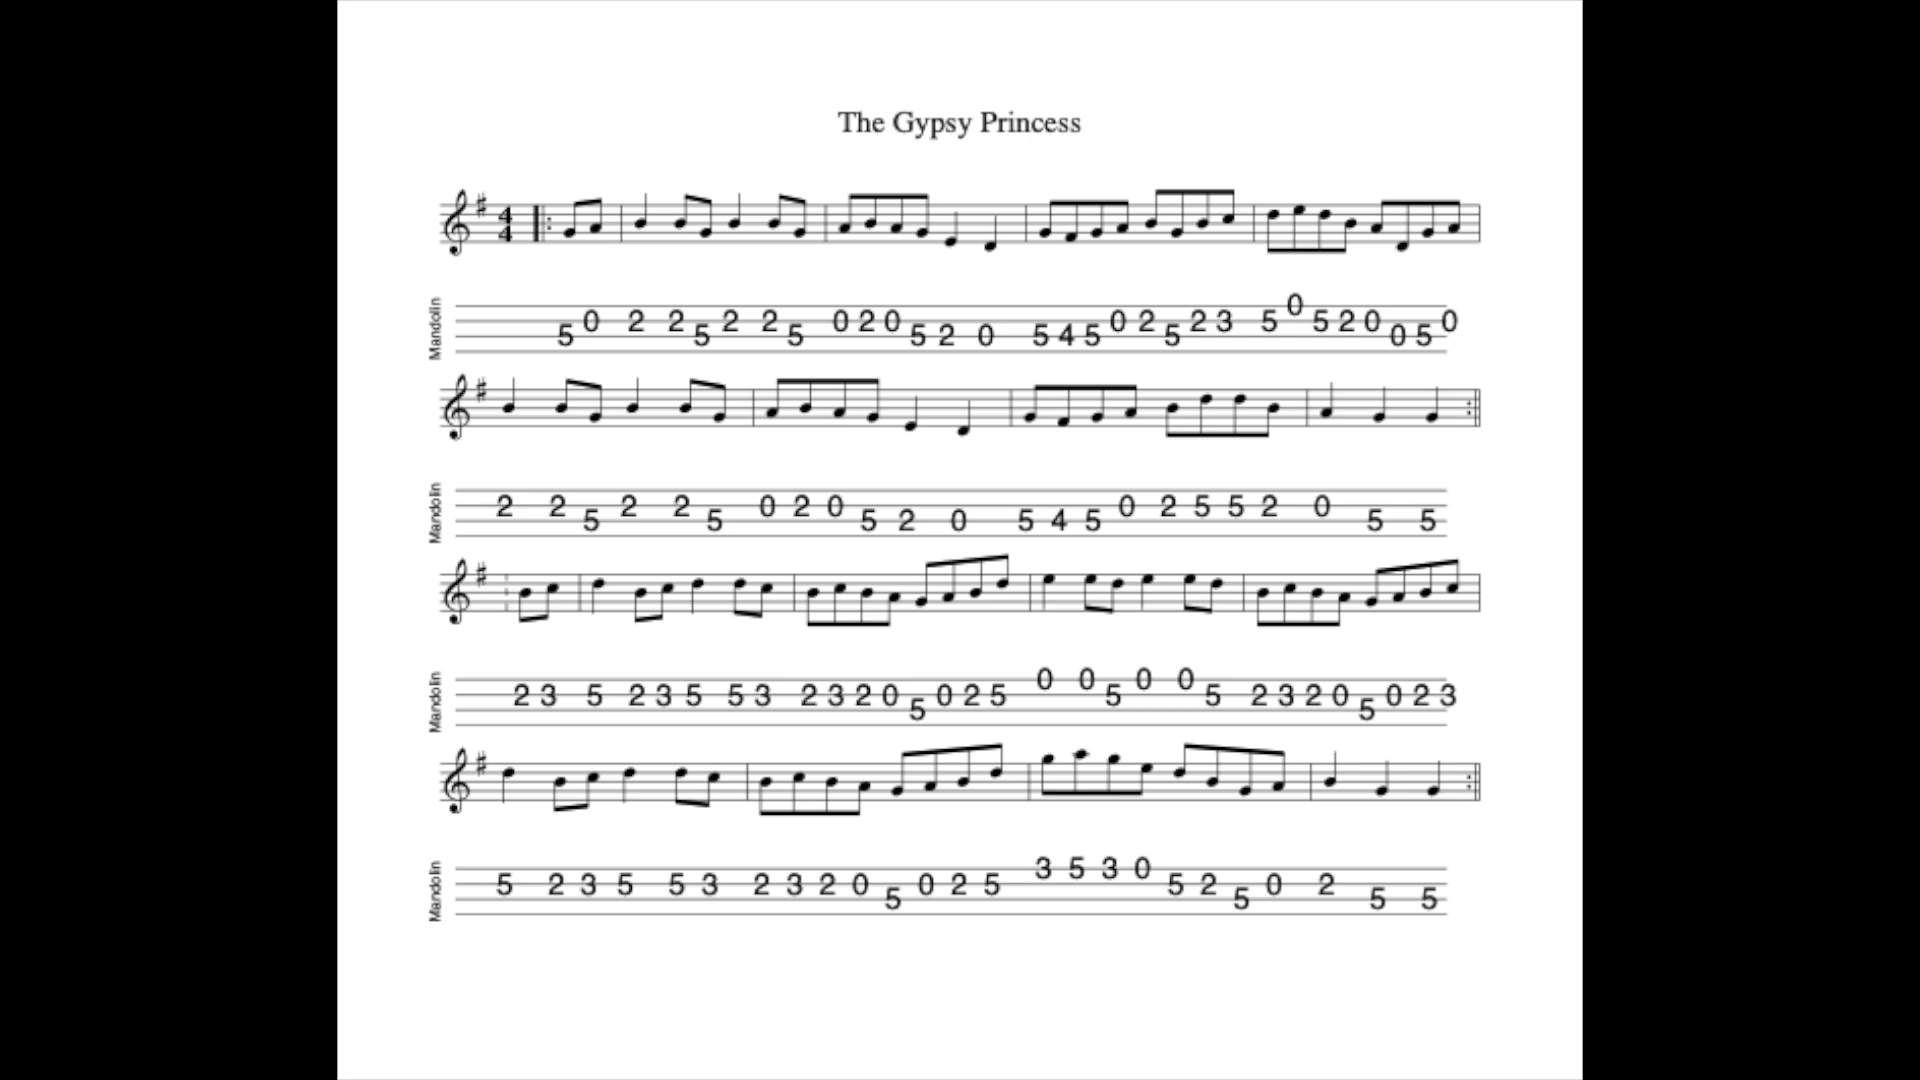 The Gypsy Princess
4
4
Mandolin
5 0 2 2 5 2 2 5 0 2 0 5 2 0 5 4 5 0 2 5 2 3 5 0 5 2 0 0 5 0
Mandolin
2 2 5 2 2 5 0 2 0 5 2 0 5 4 5 0 2 5 5 2 0 5 5
Mandolin
2 3 5 2 3 5 5 3 2 3 2 0 5 0 2 5 0 0 5 0 0 5 2 3 2 0 5 0 2 3
Mandolin
5 2 3 5 5 3 2 3 2 0 5 0 2 5 3 5 3 0 5 2 5 0 2 5 5